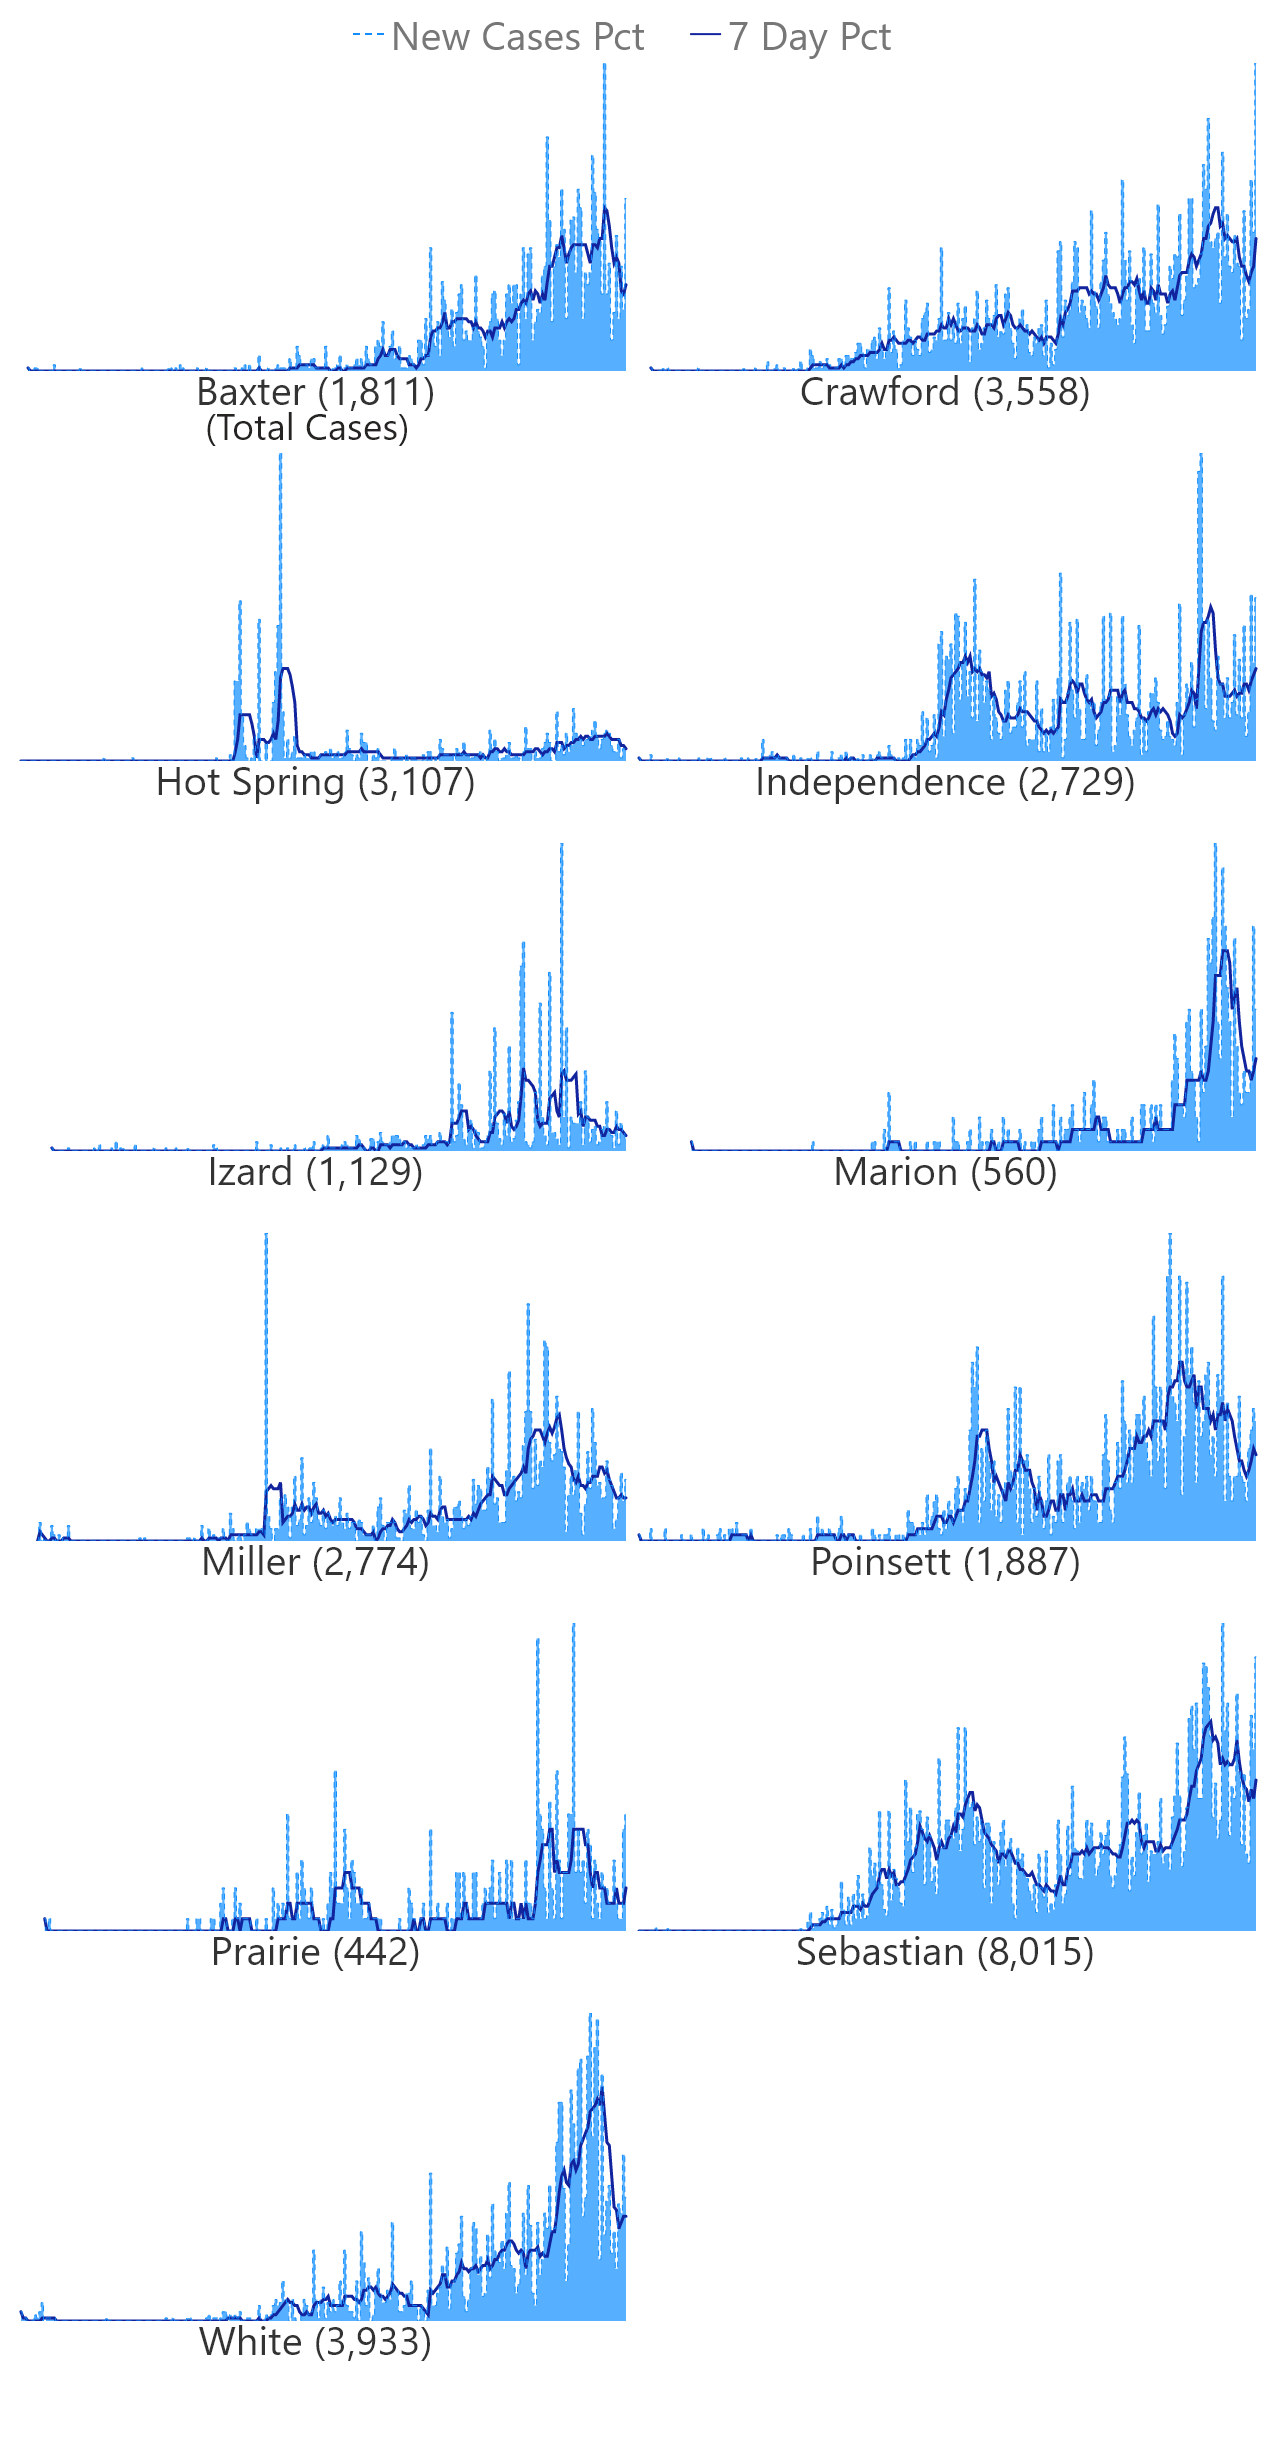 New Cases Pct 7 Day Pct
Baxter (1,811) Crawford (3,558)
(Total Cases)
Hot Spring (3,107) Independence (2,729)
Izard (1,129) Marion (560)
Miller (2,774) Poinsett (1,887)
Prairie (442) Sebastian (8,015)
White (3,933)